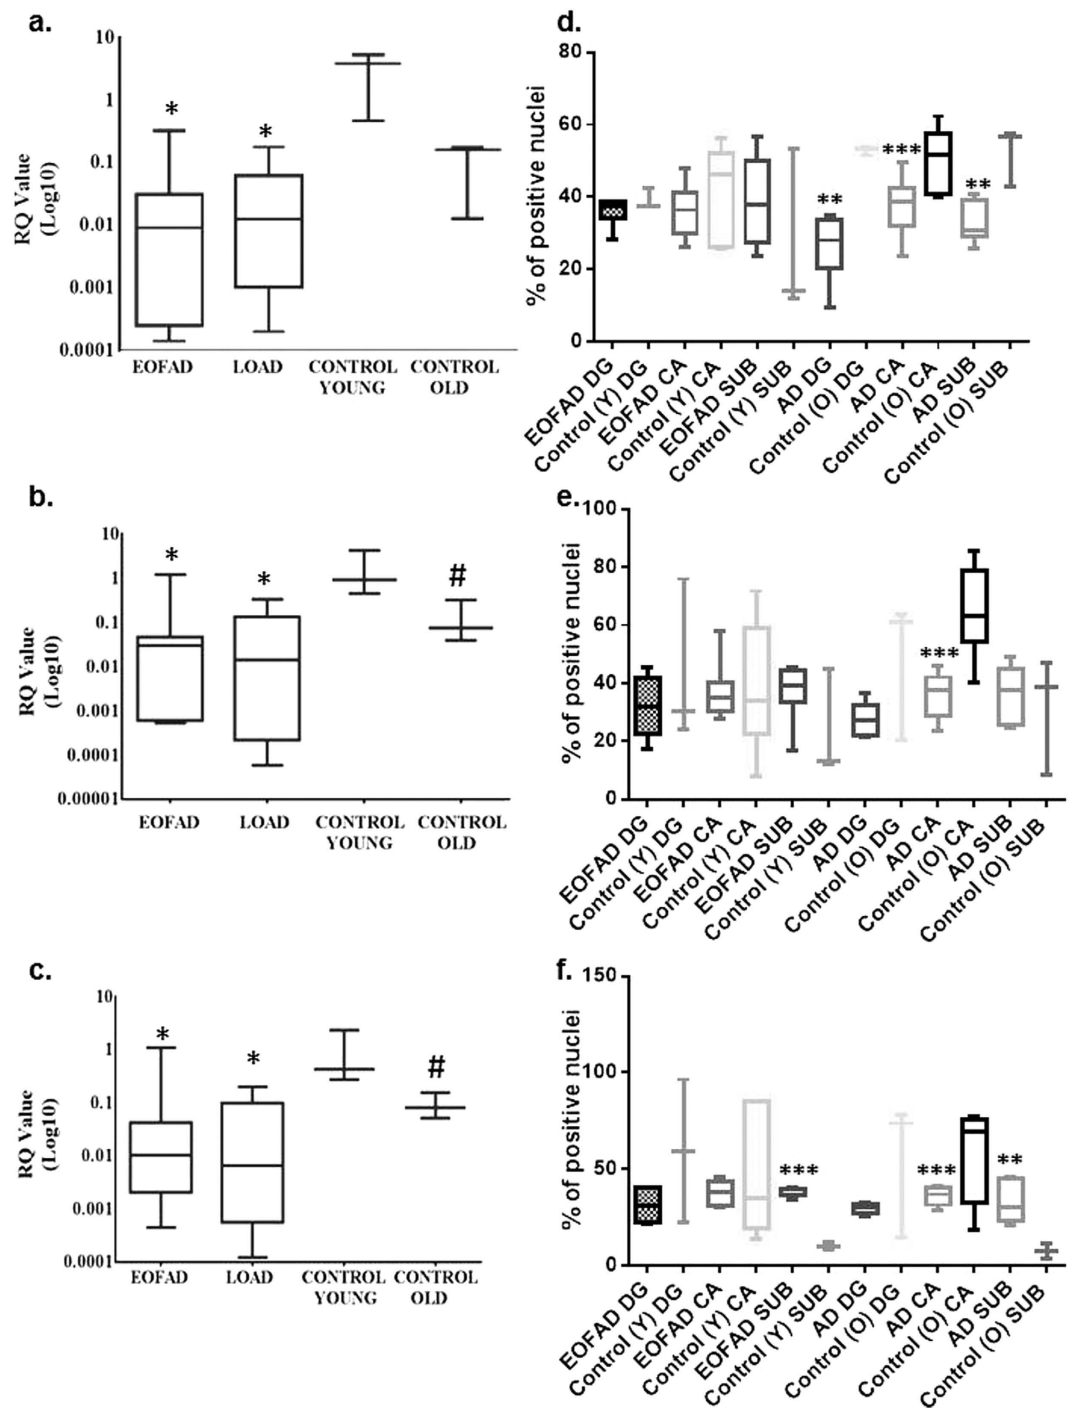 a.
10
1
0.1
0.01
0.001
0.0001
RQ Value
(Log10)
*
*
EOFAD
LOAD
CONTROL
YOUNG
CONTROL
OLD
d.
80
60
40
20
0
% of positive nuclei
**
***
**
EOFAD DG
Control (Y) DG
EOFAD CA
Control (Y) CA
EOFAD SUB
Control (Y) SUB
AD DG
Control (O) DG
AD CA
Control (O) CA
AD SUB
Control (O) SUB
b.
10
1
0.1
0.01
0.001
0.0001
0.00001
RQ Value
(Log10)
*
*
#
EOFAD
LOAD
CONTROL
YOUNG
CONTROL
OLD
e.
100
80
60
40
20
0
% of positive nuclei
***
EOFAD DG
Control (Y) DG
EOFAD CA
Control (Y) CA
EOFAD SUB
Control (Y) SUB
AD DG
Control (O) DG
AD CA
Control (O) CA
AD SUB
Control (O) SUB
c.
10
1
0.1
0.01
0.001
0.0001
RQ Value
(Log10)
*
*
#
EOFAD
LOAD
CONTROL
YOUNG
CONTROL
OLD
f.
150
100
50
0
% of positive nuclei
***
***
**
EOFAD DG
Control (Y) DG
EOFAD CA
Control (Y) CA
EOFAD SUB
Control (Y) SUB
AD DG
Control (O) DG
AD CA
Control (O) CA
AD SUB
Control (O) SUB